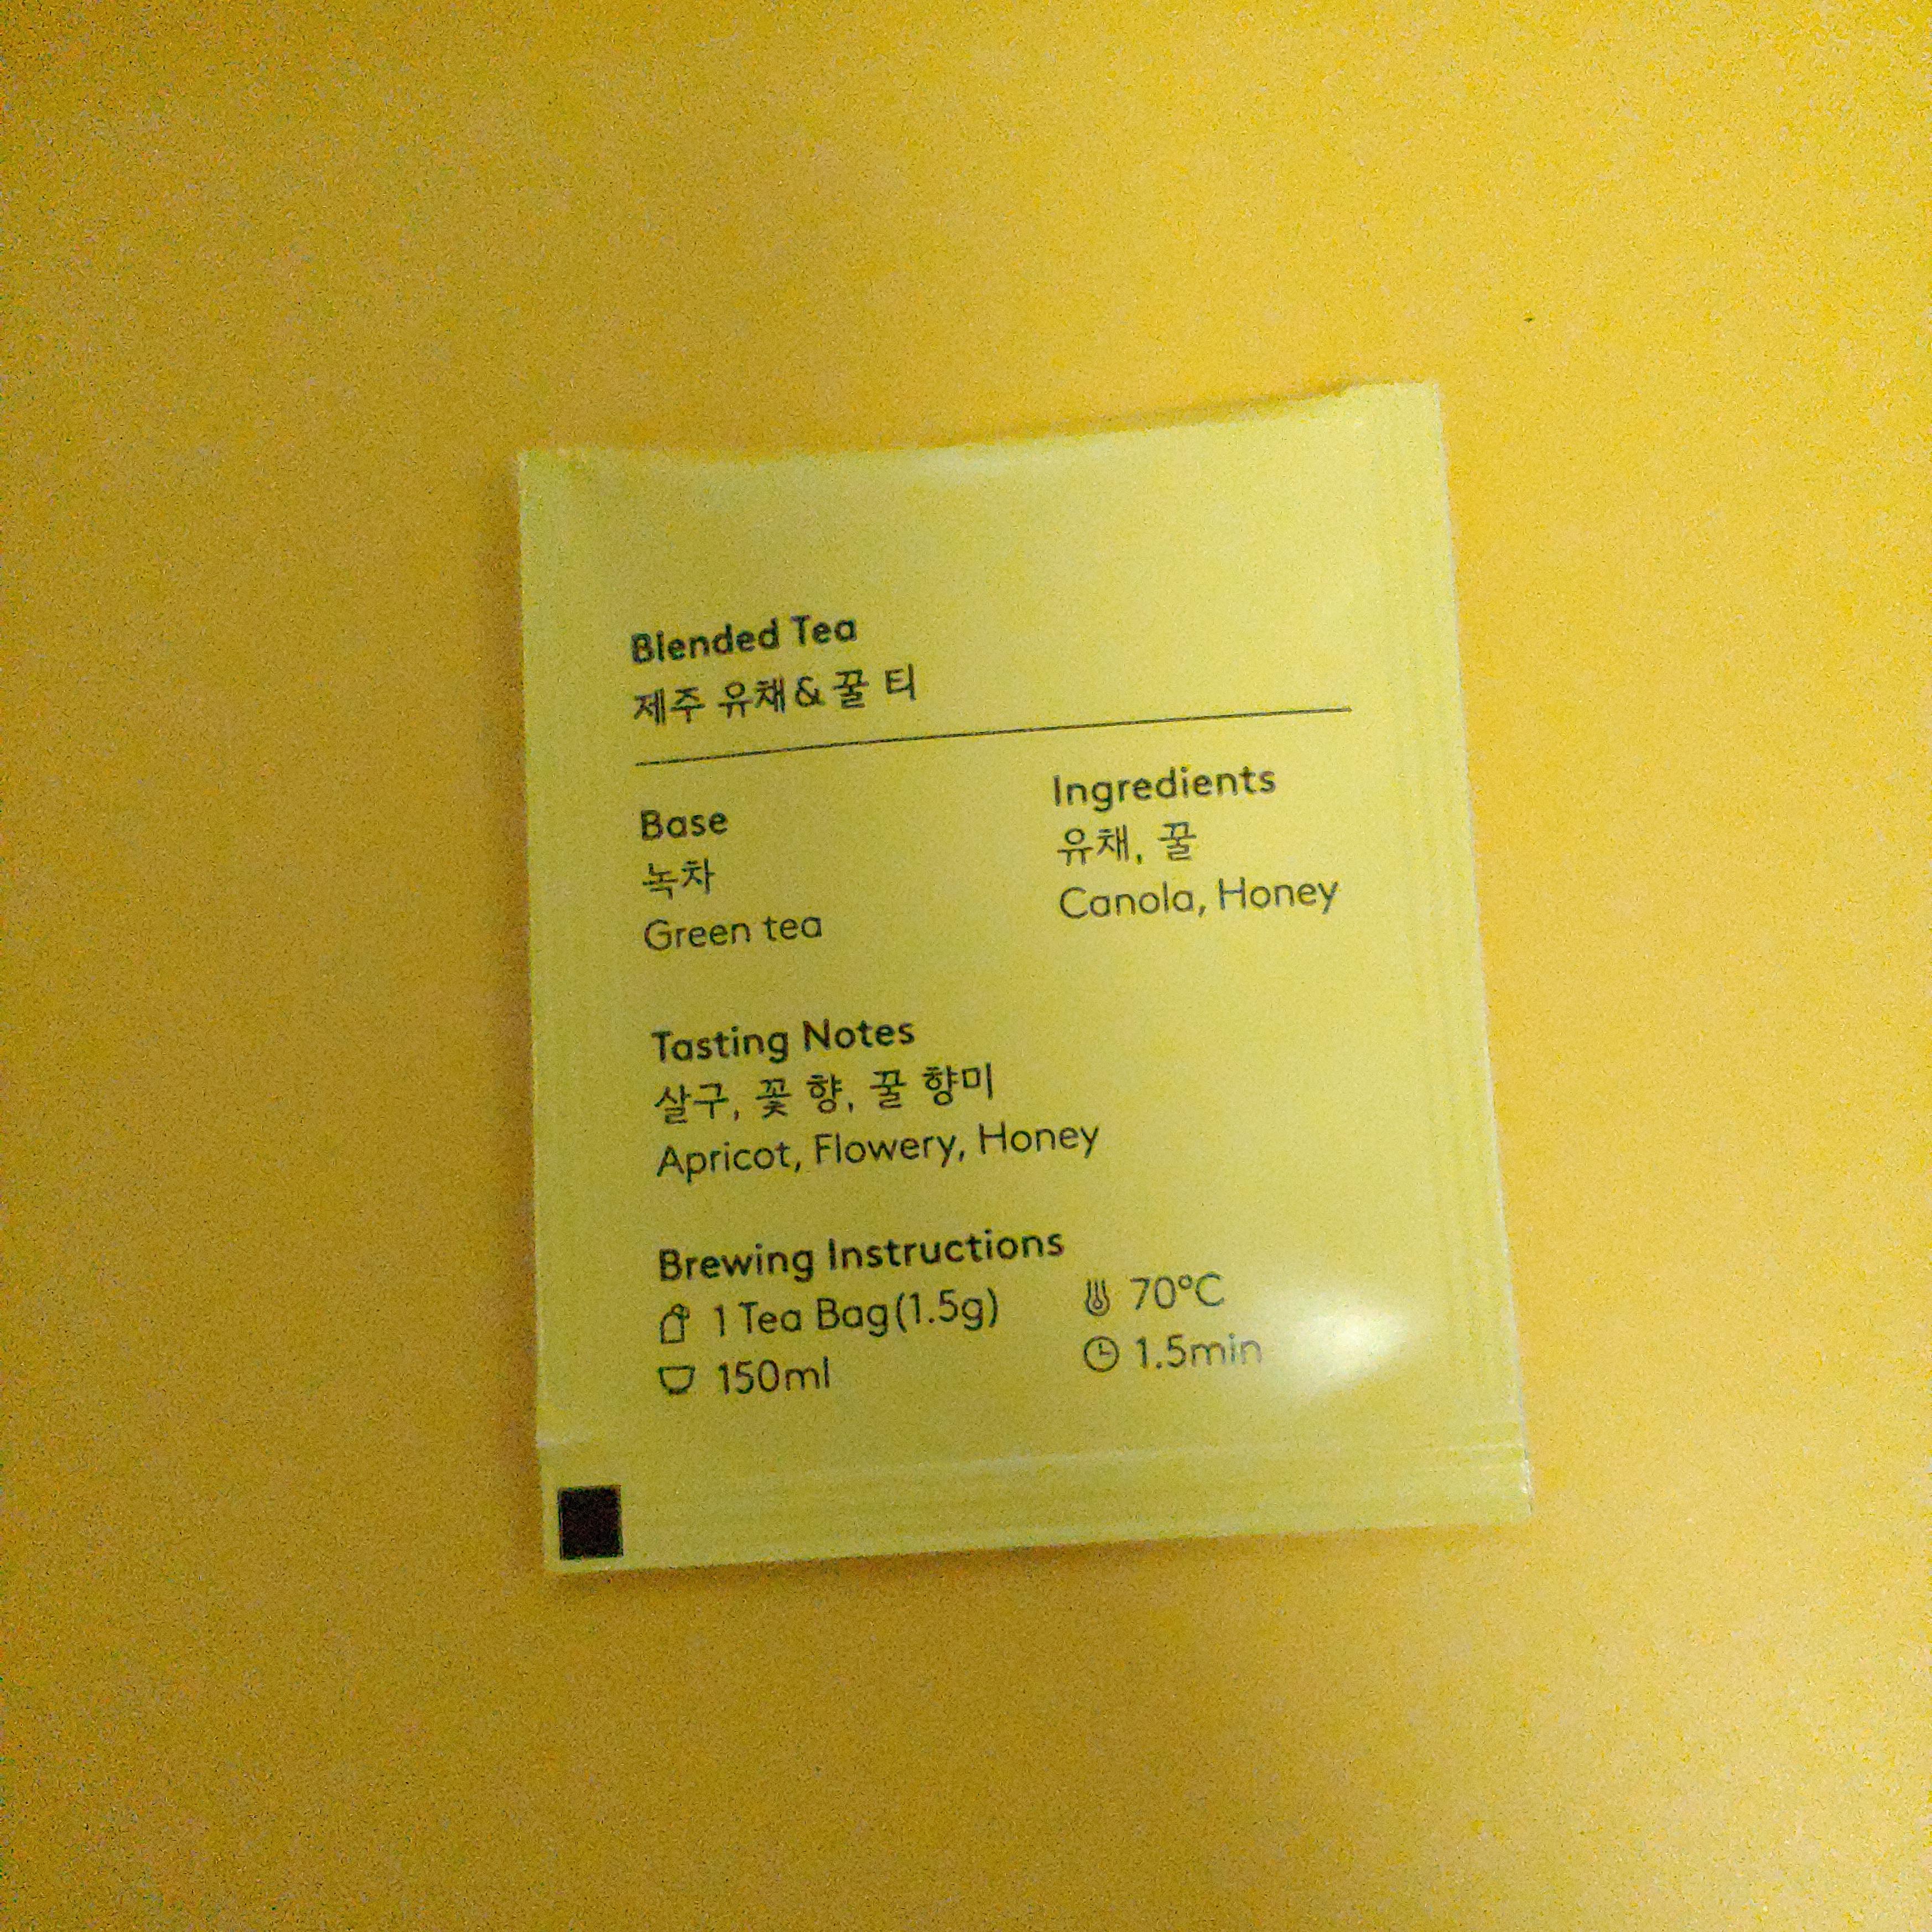 Blended Tea
제주 유채&꿀 티
Base
녹차
Green tea
Ingredients
유채, 꿀
Canola, Honey
Tasting Notes
살구, 꽃 향, 꿀 향미
Apricot, Flowery, Honey
Brewing Instructions
1 Tea Bag(1.5g)
70°C
150ml
1.5min